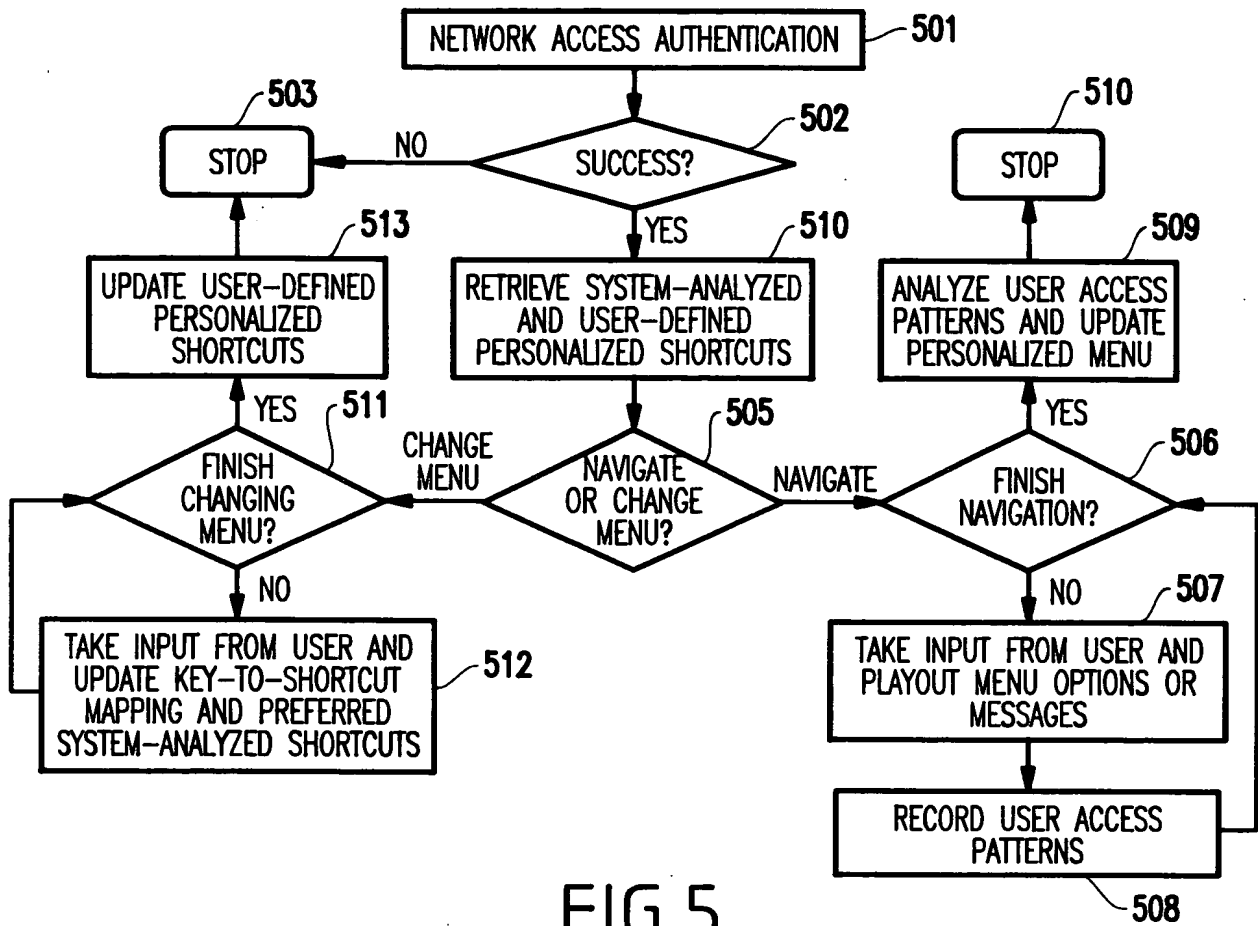 NETWORK ACCESS AUTHENTICATION
501
503
STOP
NO
502
SUCCESS?
510
STOP
YES
513
UPDATE USER-DEFINED
PERSONALIZED
SHORTCUTS
510
RETRIEVE SYSTEM-ANALYZED
AND USER-DEFINED
PERSONALIZED SHORTCUTS
509
ANALYZE USER ACCESS
PATTERNS AND UPDATE
PERSONALIZED MENU
YES
511
FINISH
CHANGING
MENU?
CHANGE
MENU
505
NAVIGATE
OR CHANGE
MENU?
NAVIGATE
YES
506
FINISH
NAVIGATION?
NO
TAKE INPUT FROM USER AND
UPDATE KEY-TO-SHORTCUT
MAPPING AND PREFERRED
SYSTEM-ANALYZED SHORTCUTS
512
NO
507
TAKE INPUT FROM USER AND
PLAYOUT MENU OPTIONS OR
MESSAGES
RECORD USER ACCESS
PATTERNS
508
FIG.5